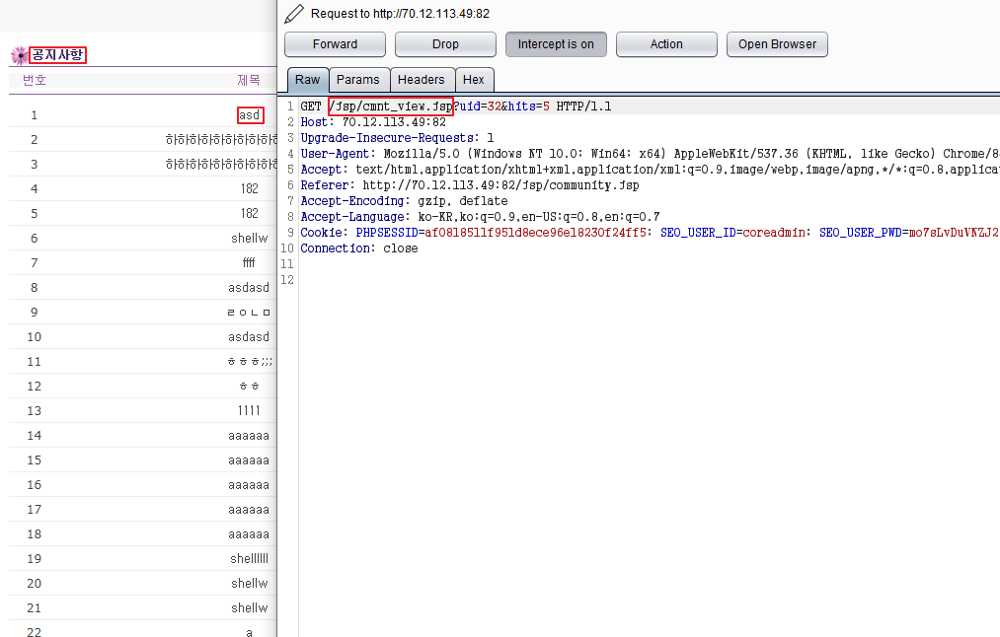 공지사항
번호 제목
1 asd
2 하하하하하하하하하하
3 하하하하하하하하하하
4 182
5 182
6 shellw
7 ffff
8 asdasd
9 ㄹㅇㄴㅁ
10 asdasd
11 ㅎㅎㅎ;;;
12 ㅎㅎ
13 1111
14 aaaaaa
15 aaaaaa
16 aaaaaa
17 aaaaaa
18 aaaaaa
19 shellllll
20 shellw
21 shellw
22 a
Request to http://70.12.113.49:82
Forward Drop Intercept is on Action Open Browser
Raw Params Headers Hex
1 GET /jsp/cmnt_view.jsp?uid=32&hits=5 HTTP/1.1
2 Host: 70.12.113.49:82
3 Upgrade-Insecure-Requests: 1
4 User-Agent: Mozilla/5.0 (Windows NT 10.0; Win64; x64) AppleWebKit/537.36 (KHTML, like Gecko) Chrome/8
5 Accept: text/html,application/xhtml+xml,application/xml;q=0.9,image/webp,image/apng,*/*;q=0.8,applica
6 Referer: http://70.12.113.49:82/jsp/community.jsp
7 Accept-Encoding: gzip, deflate
8 Accept-Language: ko-KR,ko;q=0.9,en-US;q=0.8,en;q=0.7
9 Cookie: PHPSESSID=af0818511f951d8ece96e18230f24ff5; SEO_USER_ID=coreadmin; SEO_USER_PWD=mo7sLvDuVNZJ2
10 Connection: close
11
12